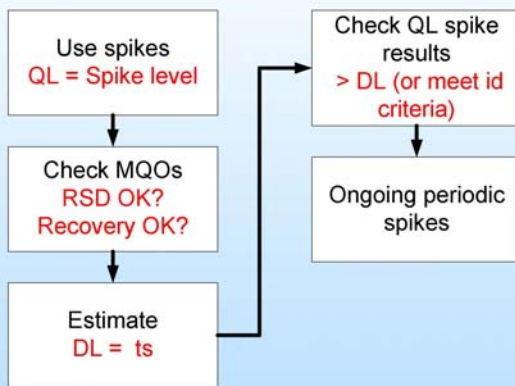 Use spikes
QL = Spike level
Check MQOs
RSD OK?
Recovery OK?
Estimate
DL = ts
Check QL spike
results
> DL (or meet id
criteria)
Ongoing periodic
spikes